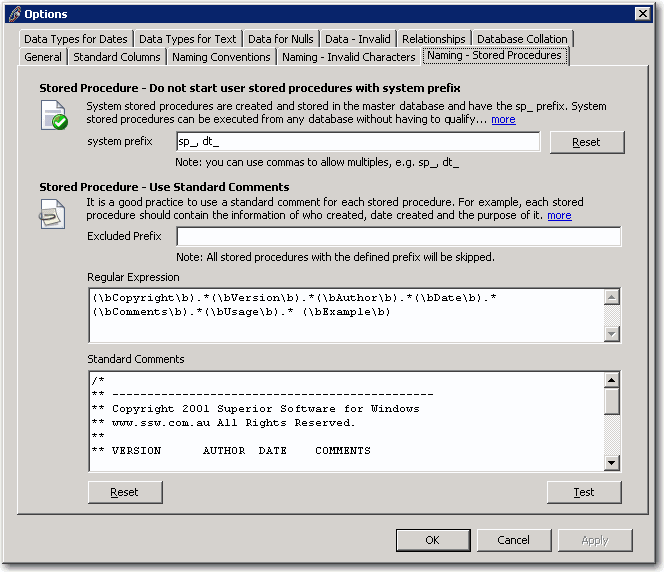 Options
Data Types for Dates Data Types for Text Data for Nulls Data - Invalid Relationships Database Collation
General Standard Columns Naming Conventions Naming - Invalid Characters Naming - Stored Procedures
Stored Procedure - Do not start user stored procedures with system prefix
System stored procedures are created and stored in the master database and have the sp_ prefix. System
stored procedures can be executed from any database without having to qualify... more
system prefix sp_, dt_ Reset
Note: you can use commas to allow multiples, e.g. sp_, dt_
Stored Procedure - Use Standard Comments
It is a good practice to use a standard comment for each stored procedure. For example, each stored
procedure should contain the information of who created, date created and the purpose of it. more
Excluded Prefix
Note: All stored procedures with the defined prefix will be skipped.
Regular Expression
(\bCopyright\b).*(\bVersion\b).*(\bAuthor\b).*(\bDate\b).*
(\bComments\b).*(\bUsage\b).* (\bExample\b)
Standard Comments
/*
** ----------------------------------------------
** Copyright 2001 Superior Software for Windows
** www.ssw.com.au All Rights Reserved.
**
** VERSION AUTHOR DATE COMMENTS
Reset Test
OK Cancel Apply